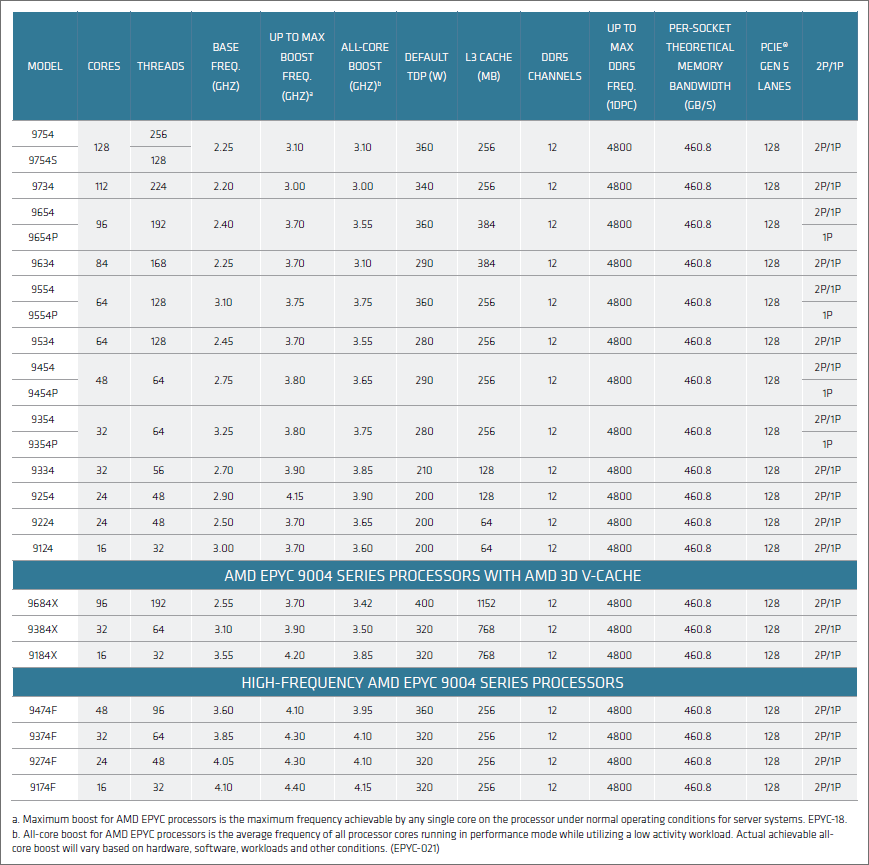 MODEL CORES THREADS BASE FREQ. (GHZ) UP TO MAX BOOST FREQ. (GHZ)ᵃ ALL-CORE BOOST (GHZ)ᵇ DEFAULT TDP (W) L3 CACHE (MB) DDR5 CHANNELS UP TO MAX DDR5 FREQ. (1DPC) PER-SOCKET THEORETICAL MEMORY BANDWIDTH (GB/S) PCIE® GEN 5 LANES 2P/1P
9754 128 256 2.25 3.10 3.10 360 256 12 4800 460.8 128 2P/1P
9754S 128
9734 112 224 2.20 3.00 3.00 340 256 12 4800 460.8 128 2P/1P
9654 96 192 2.40 3.70 3.55 360 384 12 4800 460.8 128 2P/1P
9654P 1P
9634 84 168 2.25 3.70 3.10 290 384 12 4800 460.8 128 2P/1P
9554 64 128 3.10 3.75 3.75 360 256 12 4800 460.8 128 2P/1P
9554P 1P
9534 64 128 2.45 3.70 3.55 280 256 12 4800 460.8 128 2P/1P
9454 48 64 2.75 3.80 3.65 290 256 12 4800 460.8 128 2P/1P
9454P 1P
9354 32 64 3.25 3.80 3.75 280 256 12 4800 460.8 128 2P/1P
9354P 1P
9334 32 56 2.70 3.90 3.85 210 128 12 4800 460.8 128 2P/1P
9254 24 48 2.90 4.15 3.90 200 128 12 4800 460.8 128 2P/1P
9224 24 48 2.50 3.70 3.65 200 64 12 4800 460.8 128 2P/1P
9124 16 32 3.00 3.70 3.60 200 64 12 4800 460.8 128 2P/1P
AMD EPYC 9004 SERIES PROCESSORS WITH AMD 3D V-CACHE
9684X 96 192 2.55 3.70 3.42 400 1152 12 4800 460.8 128 2P/1P
9384X 32 64 3.10 3.90 3.50 320 768 12 4800 460.8 128 2P/1P
9184X 16 32 3.55 4.20 3.85 320 768 12 4800 460.8 128 2P/1P
HIGH-FREQUENCY AMD EPYC 9004 SERIES PROCESSORS
9474F 48 96 3.60 4.10 3.95 360 256 12 4800 460.8 128 2P/1P
9374F 32 64 3.85 4.30 4.10 320 256 12 4800 460.8 128 2P/1P
9274F 24 48 4.05 4.30 4.10 320 256 12 4800 460.8 128 2P/1P
9174F 16 32 4.10 4.40 4.15 320 256 12 4800 460.8 128 2P/1P
a. Maximum boost for AMD EPYC processors is the maximum frequency achievable by any single core on the processor under normal operating conditions for server systems. EPYC-18.
b. All-core boost for AMD EPYC processors is the average frequency of all processor cores running in performance mode while utilizing a low activity workload. Actual achievable all-
core boost will vary based on hardware, software, workloads and other conditions. (EPYC-021)